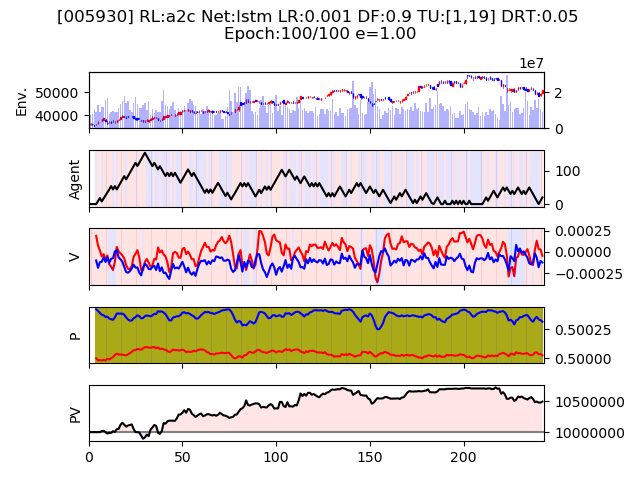 [005930] RL:a2c Net:lstm LR:0.001 DF:0.9 TU:[1,19] DRT:0.05
Epoch:100/100 e=1.00
1e7
Env.
50000
40000
2
0
Agent
100
0
V
0.00025
0.00000
−0.00025
P
0.50025
0.50000
PV
10500000
10000000
0
50
100
150
200